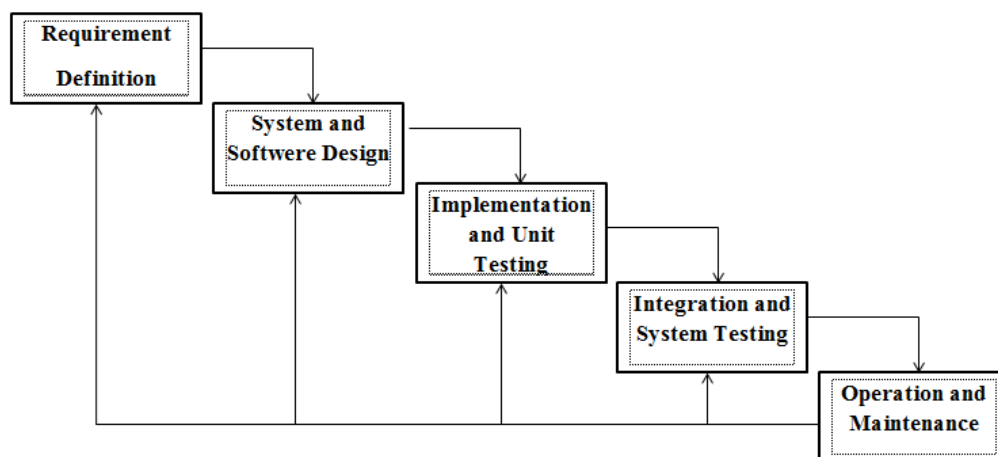 Requirement
Definition
System and
Softwere Design
Implementation
and Unit
Testing
Integration and
System Testing
Operation and
Maintenance